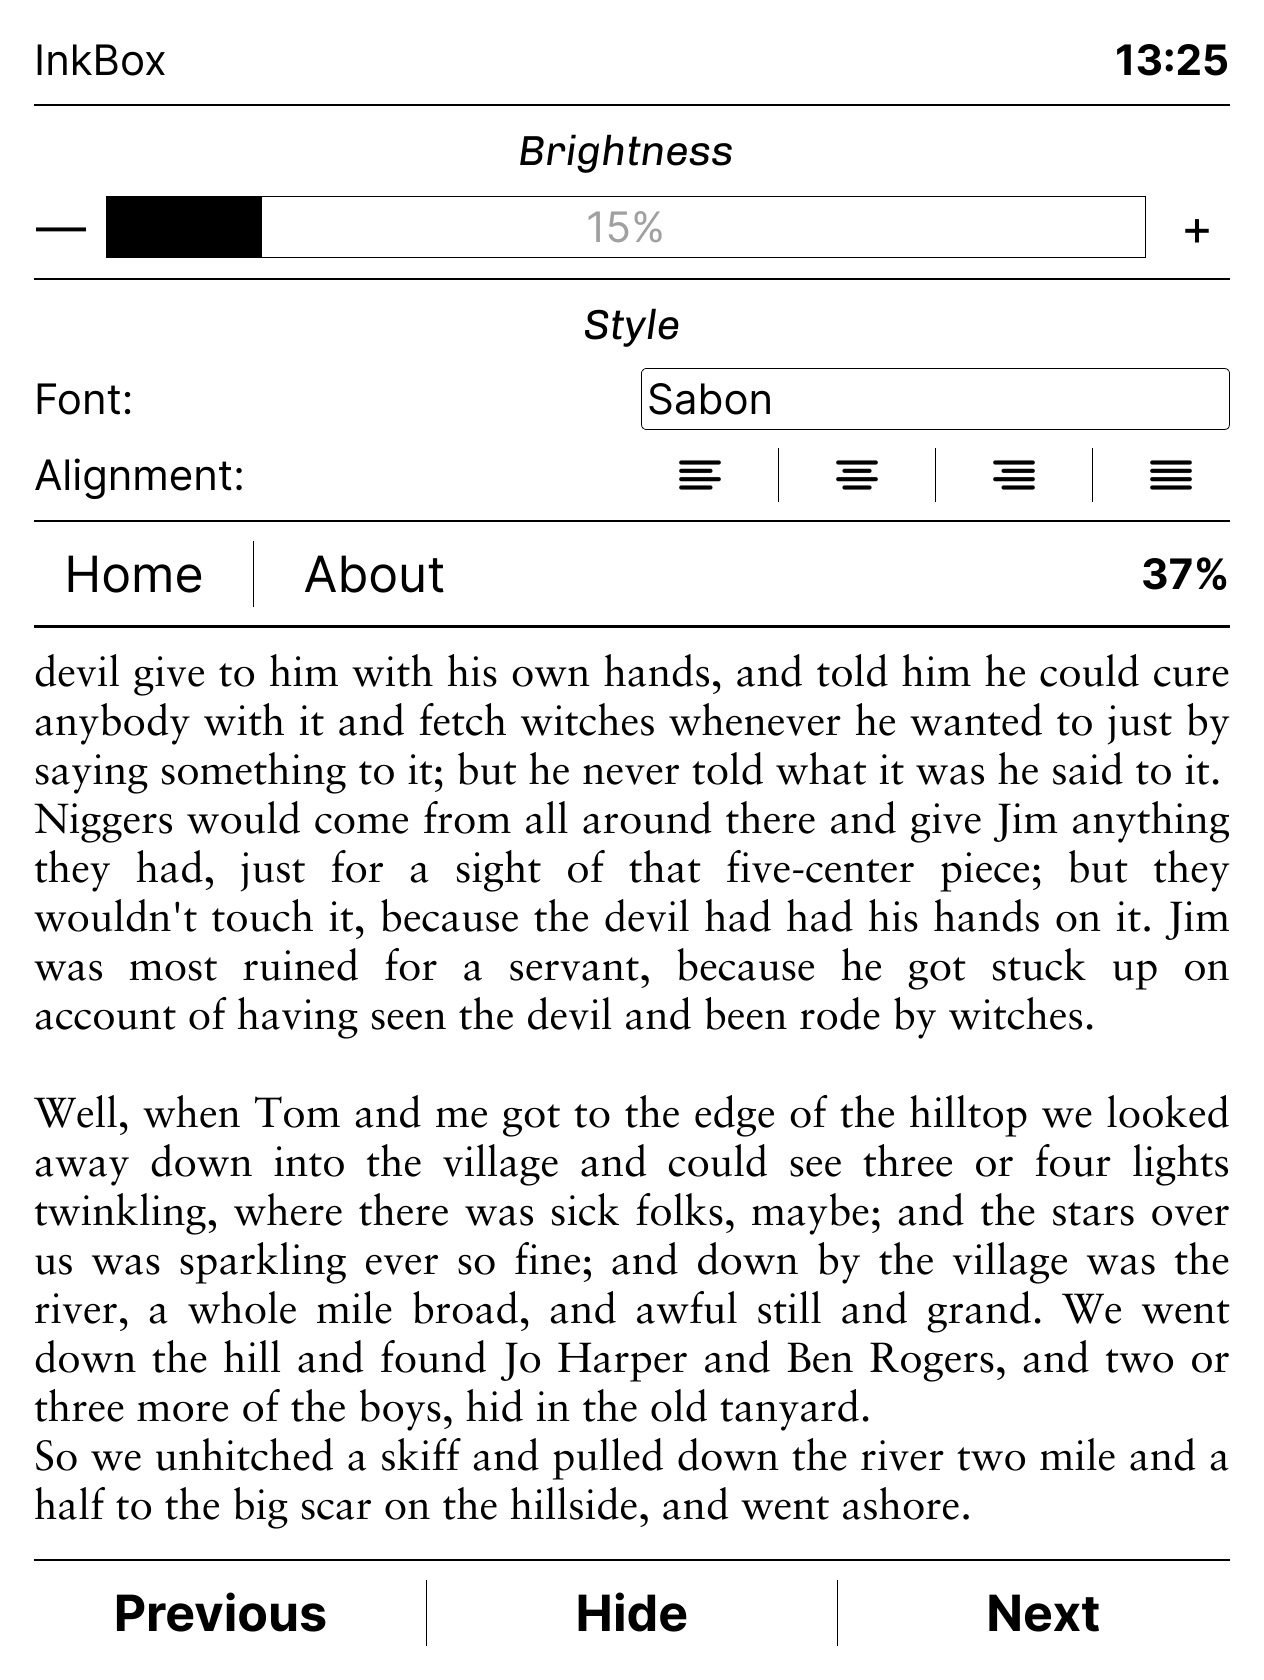 InkBox 13:25
Brightness
— 15% +
Style
Font: Sabon
Alignment:
Home About 37%
devil give to him with his own hands, and told him he could cure
anybody with it and fetch witches whenever he wanted to just by
saying something to it; but he never told what it was he said to it.
Niggers would come from all around there and give Jim anything
they had, just for a sight of that five-center piece; but they
wouldn't touch it, because the devil had had his hands on it. Jim
was most ruined for a servant, because he got stuck up on
account of having seen the devil and been rode by witches.
Well, when Tom and me got to the edge of the hilltop we looked
away down into the village and could see three or four lights
twinkling, where there was sick folks, maybe; and the stars over
us was sparkling ever so fine; and down by the village was the
river, a whole mile broad, and awful still and grand. We went
down the hill and found Jo Harper and Ben Rogers, and two or
three more of the boys, hid in the old tanyard.
So we unhitched a skiff and pulled down the river two mile and a
half to the big scar on the hillside, and went ashore.
Previous Hide Next